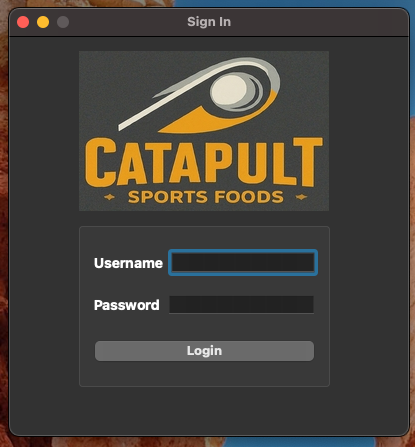 Sign In
CATAPULT
SPORTS FOODS
Username
Password
Login